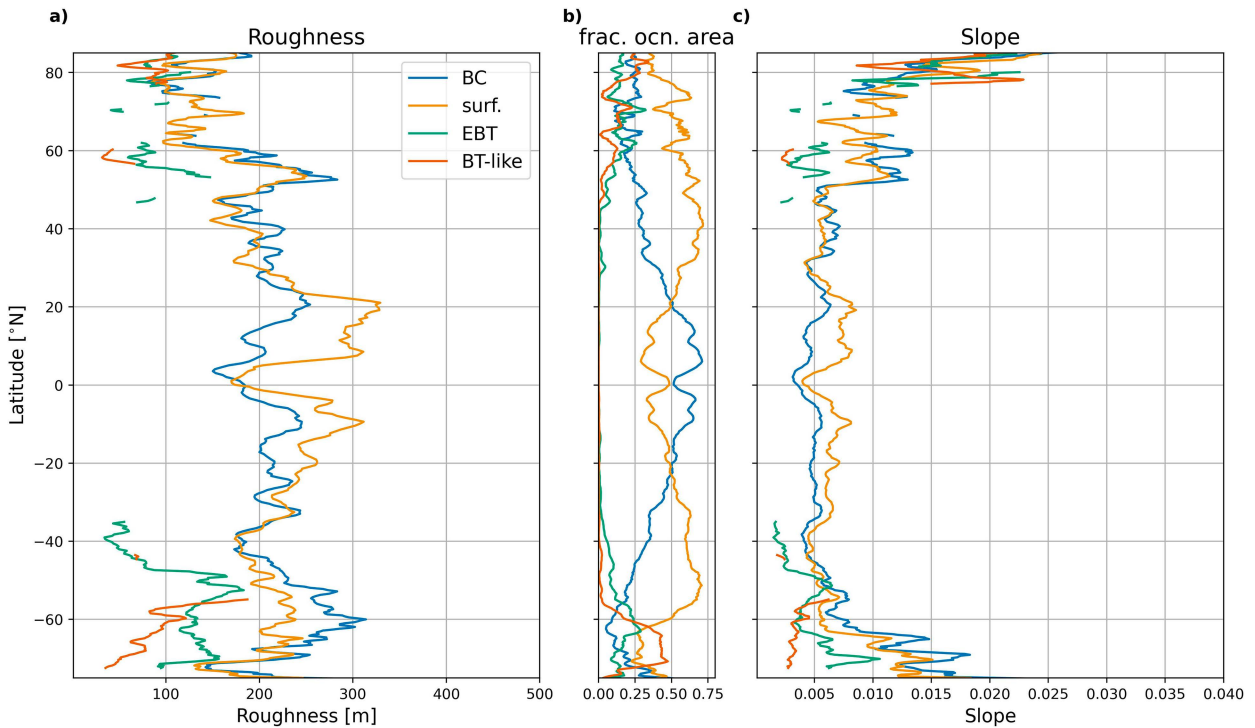 a)
Roughness
b)
frac. ocn. area
c)
Slope
BC
surf.
EBT
BT-like
80
60
40
20
0
−20
−40
−60
Latitude [°N]
100
200
300
400
500
Roughness [m]
0.00
0.25
0.50
0.75
0.005
0.010
0.015
0.020
0.025
0.030
0.035
0.040
Slope